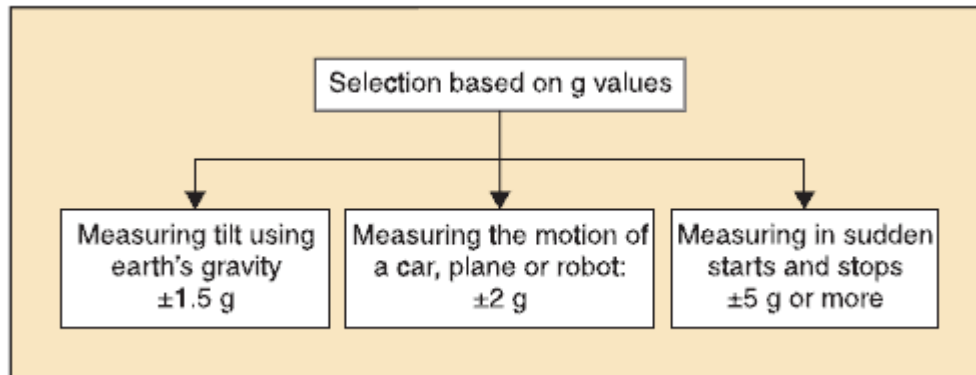 Selection based on g values
Measuring tilt using
earth's gravity
±1.5 g
Measuring the motion of
a car, plane or robot:
±2 g
Measuring in sudden
starts and stops
±5 g or more